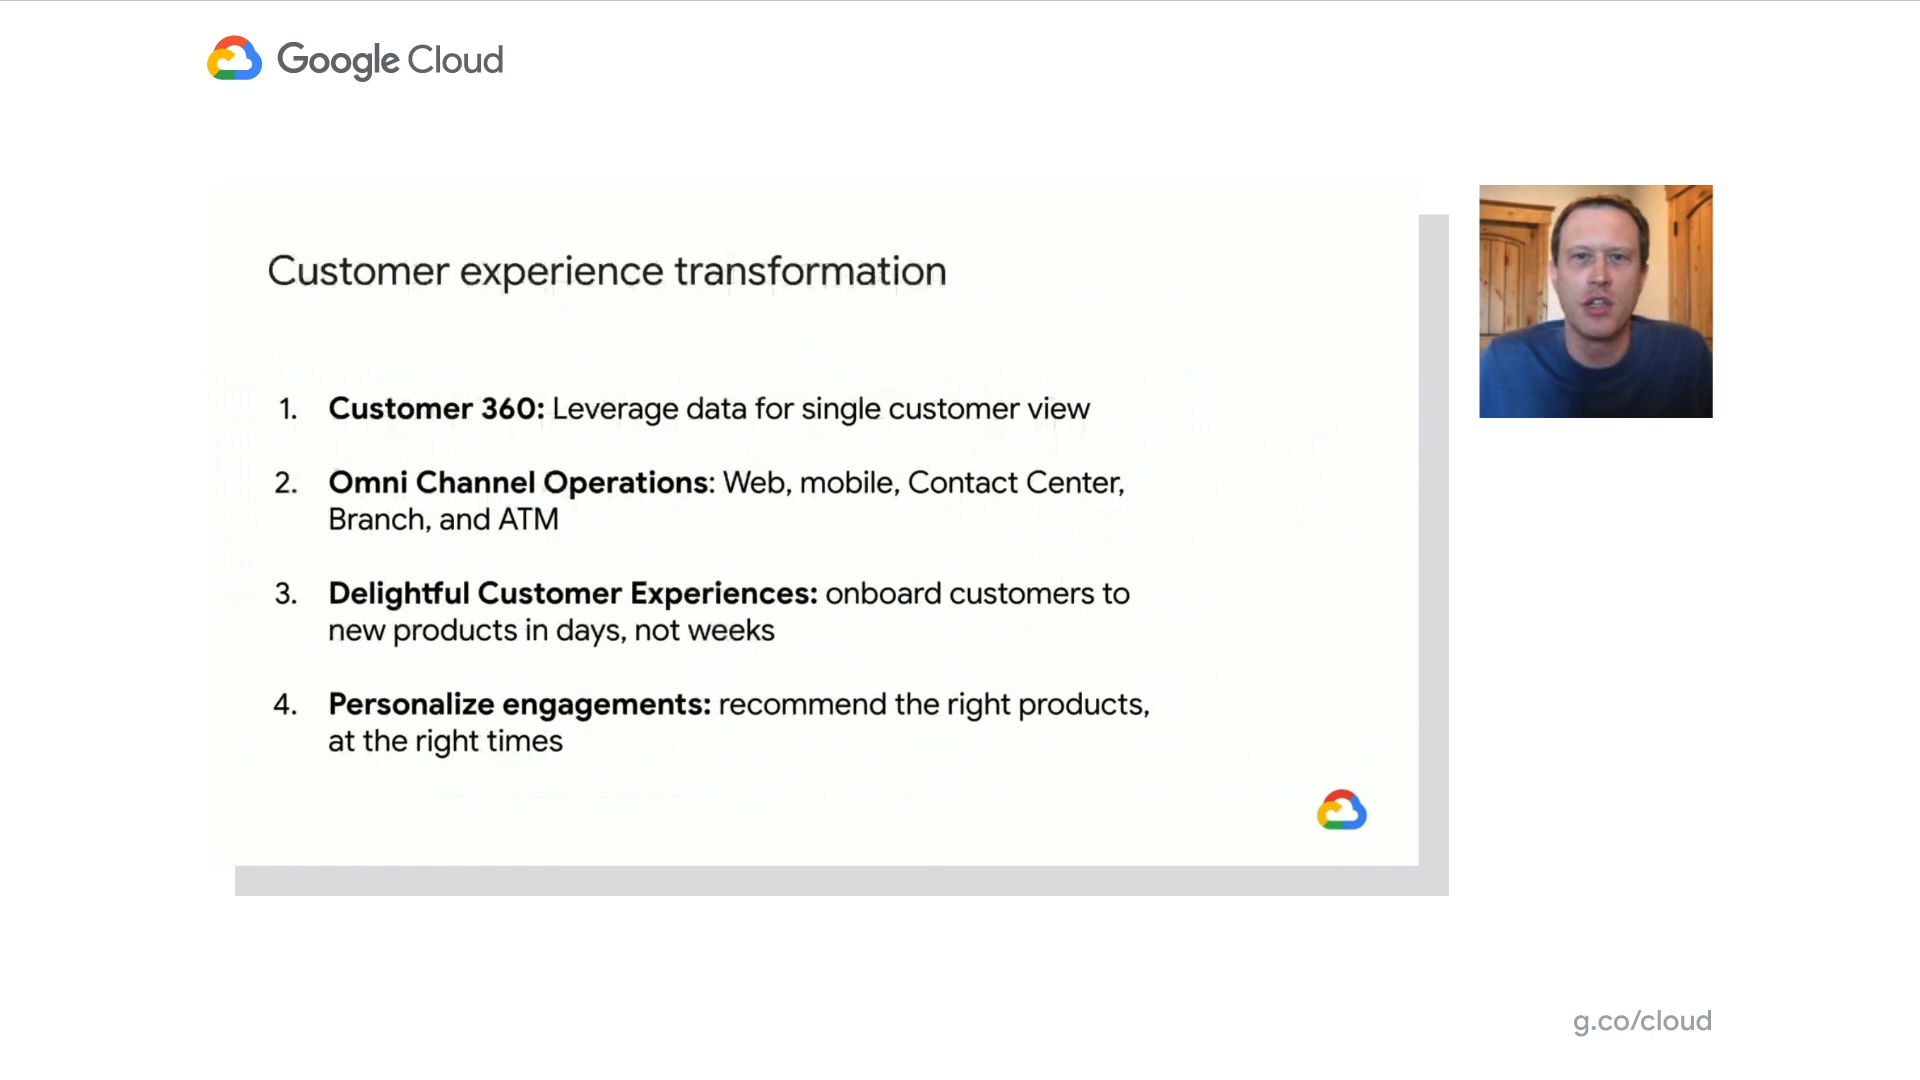 Google Cloud
Customer experience transformation
1. Customer 360: Leverage data for single customer view
2. Omni Channel Operations: Web, mobile, Contact Center,
Branch, and ATM
3. Delightful Customer Experiences: onboard customers to
new products in days, not weeks
4. Personalize engagements: recommend the right products,
at the right times
g.co/cloud